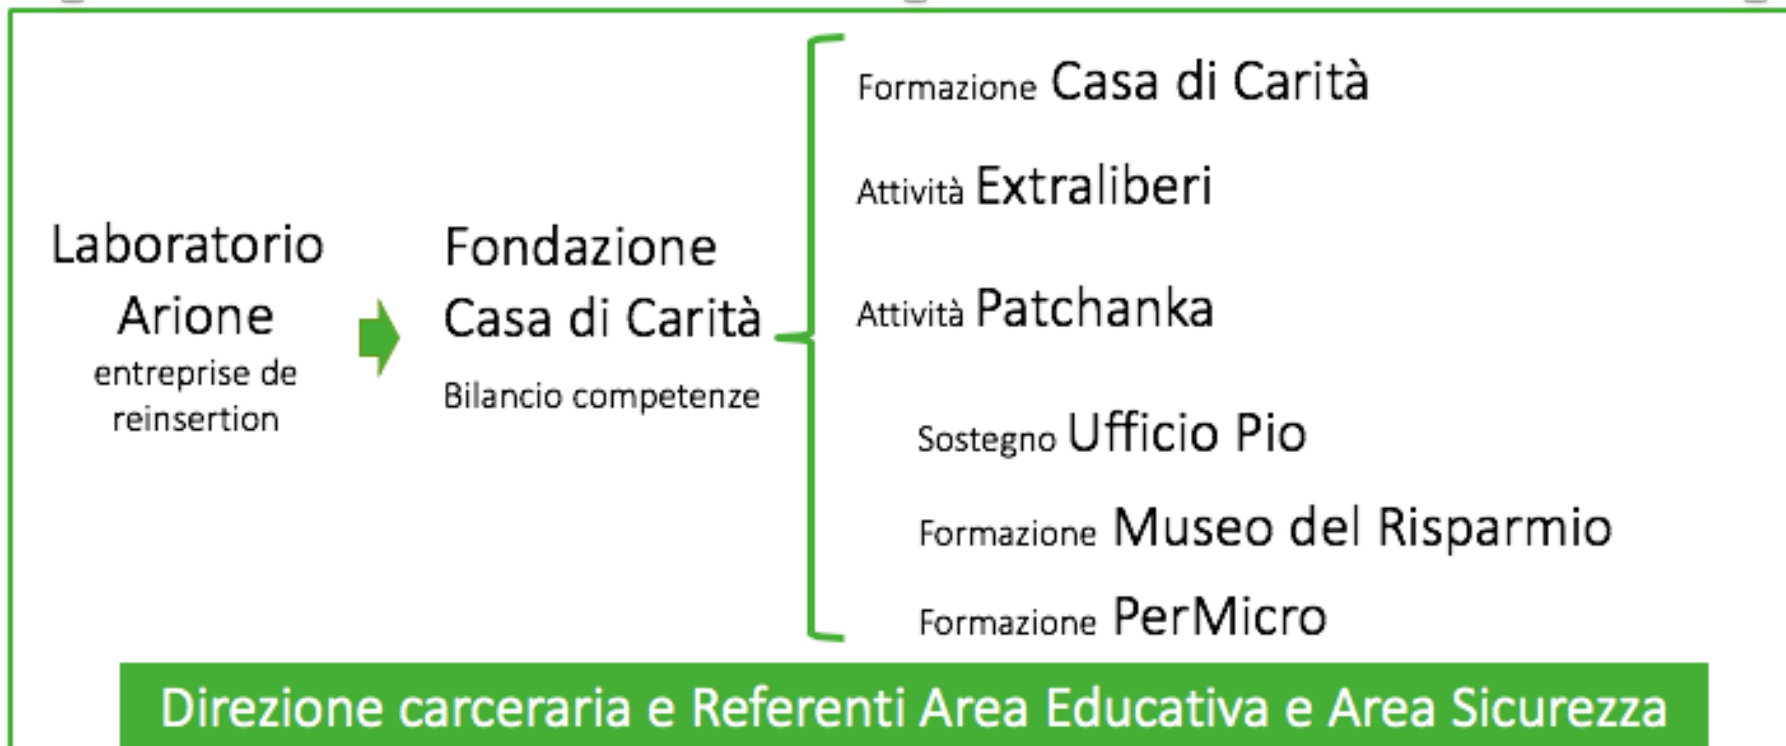 Laboratorio
Arione
entreprise de
reinsertion
Fondazione
Casa di Carità
Bilancio competenze
Formazione Casa di Carità
Attività Extraliberi
Attività Patchanka
Sostegno Ufficio Pio
Formazione Museo del Risparmio
Formazione PerMicro
Direzione carceraria e Referenti Area Educativa e Area Sicurezza